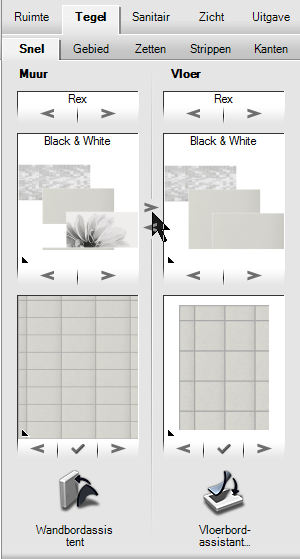 Ruimte Tegel Sanitair Zicht Uitgave
Snel Gebied Zetten Strippen Kanten
Muur Vloer
Rex Rex
Black & White Black & White
Wandbordassis
tent
Vloerbord-
assistant...